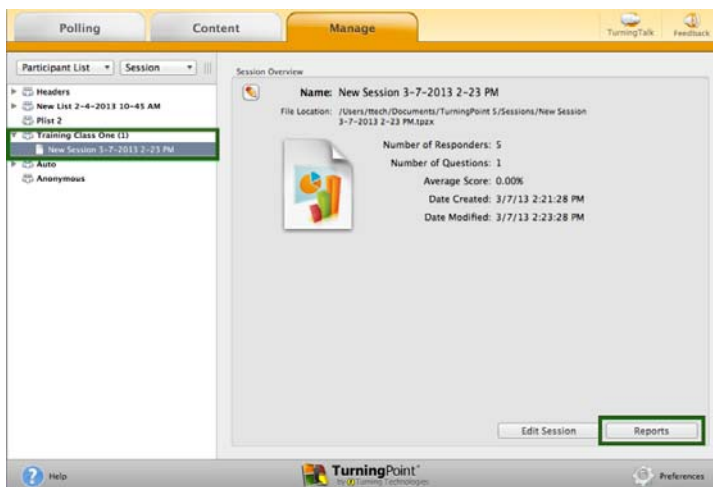 Polling
Content
Manage
TurningTalk
Feedback
Participant List
Session
Session Overview
Headers
New List 2-4-2013 10-45 AM
Plist 2
Training Class One (1)
New Session 3-7-2013 2-23 PM
Auto
Anonymous
Name: New Session 3-7-2013 2-23 PM
File Location: /Users/ttech/Documents/TurningPoint 5/Sessions/New Session
3-7-2013 2-23 PM.tpzx
Number of Responders: 5
Number of Questions: 1
Average Score: 0.00%
Date Created: 3/7/13 2:21:28 PM
Date Modified: 3/7/13 2:23:28 PM
Edit Session
Reports
? Help
TurningPoint
by Turning Technologies
Preferences